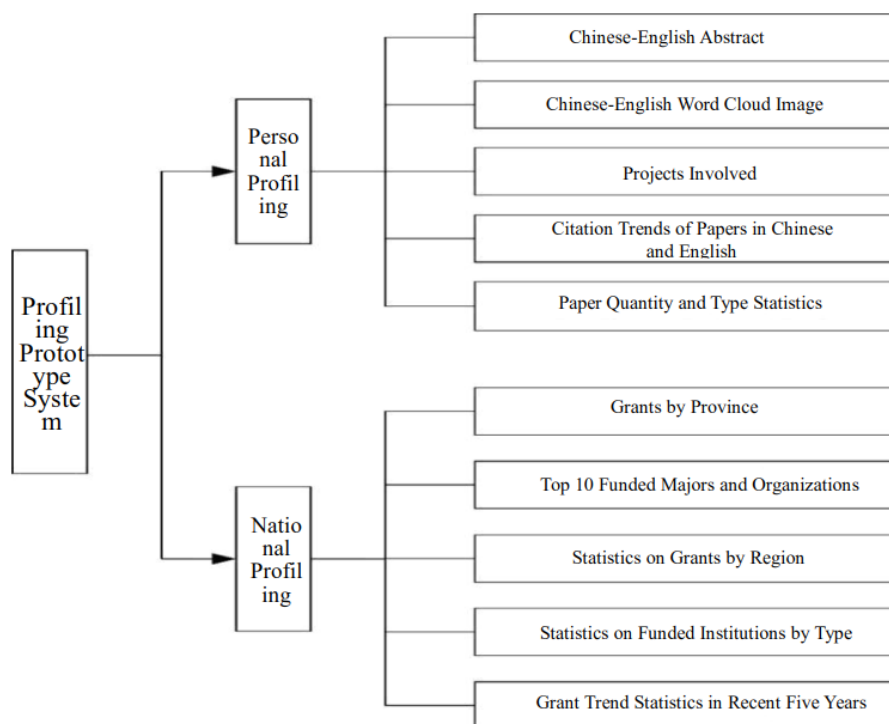 Profil
ing
Protot
ype
Syste
m
Perso
nal
Profil
ing
Chinese-English Abstract
Chinese-English Word Cloud Image
Projects Involved
Citation Trends of Papers in Chinese
and English
Paper Quantity and Type Statistics
Natio
nal
Profil
ing
Grants by Province
Top 10 Funded Majors and Organizations
Statistics on Grants by Region
Statistics on Funded Institutions by Type
Grant Trend Statistics in Recent Five Years